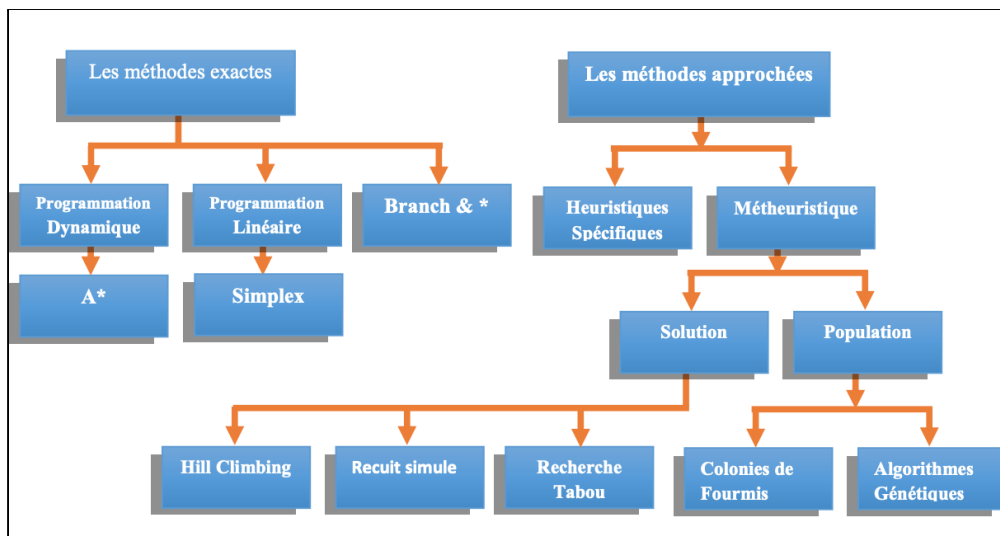 Les méthodes exactes
Les méthodes approchées
Programmation
Dynamique
Programmation
Linéaire
Branch & *
Heuristiques
Spécifiques
Métheuristique
A*
Simplex
Solution
Population
Hill Climbing
Recuit simule
Recherche
Tabou
Colonies de
Fourmis
Algorithmes
Génétiques